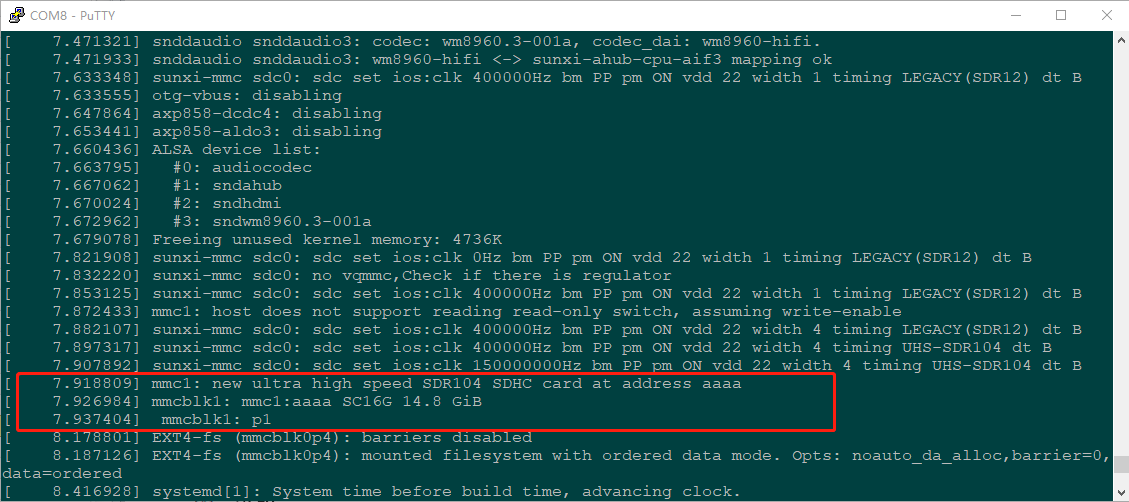 COM8 - PuTTY
[    7.471321] snddaudio snddaudio3: codec: wm8960.3-001a, codec_dai: wm8960-hifi.
[    7.471933] snddaudio snddaudio3: wm8960-hifi <-> sunxi-ahub-cpu-aif3 mapping ok
[    7.633348] sunxi-mmc sdc0: sdc set ios:clk 400000Hz bm PP pm ON vdd 22 width 1 timing LEGACY(SDR12) dt B
[    7.633555] otg-vbus: disabling
[    7.647864] axp858-dcdc4: disabling
[    7.653441] axp858-aldo3: disabling
[    7.660436] ALSA device list:
[    7.663795]   #0: audiocodec
[    7.667062]   #1: sndahub
[    7.670024]   #2: sndhdmi
[    7.672962]   #3: sndwm8960.3-001a
[    7.679078] Freeing unused kernel memory: 4736K
[    7.821908] sunxi-mmc sdc0: sdc set ios:clk 0Hz bm PP pm ON vdd 22 width 1 timing LEGACY(SDR12) dt B
[    7.832220] sunxi-mmc sdc0: no vqmmc,Check if there is regulator
[    7.853125] sunxi-mmc sdc0: sdc set ios:clk 400000Hz bm PP pm ON vdd 22 width 1 timing LEGACY(SDR12) dt B
[    7.872433] mmc1: host does not support reading read-only switch, assuming write-enable
[    7.882107] sunxi-mmc sdc0: sdc set ios:clk 400000Hz bm PP pm ON vdd 22 width 4 timing LEGACY(SDR12) dt B
[    7.897317] sunxi-mmc sdc0: sdc set ios:clk 400000Hz bm PP pm ON vdd 22 width 4 timing UHS-SDR104 dt B
[    7.907892] sunxi-mmc sdc0: sdc set ios:clk 150000000Hz bm PP pm ON vdd 22 width 4 timing UHS-SDR104 dt B
[    7.918809] mmc1: new ultra high speed SDR104 SDHC card at address aaaa
[    7.926984] mmcblk1: mmc1:aaaa SC16G 14.8 GiB
[    7.937404]  mmcblk1: p1
[    8.178801] EXT4-fs (mmcblk0p4): barriers disabled
[    8.187126] EXT4-fs (mmcblk0p4): mounted filesystem with ordered data mode. Opts: noauto_da_alloc,barrier=0,
data=ordered
[    8.416928] systemd[1]: System time before build time, advancing clock.